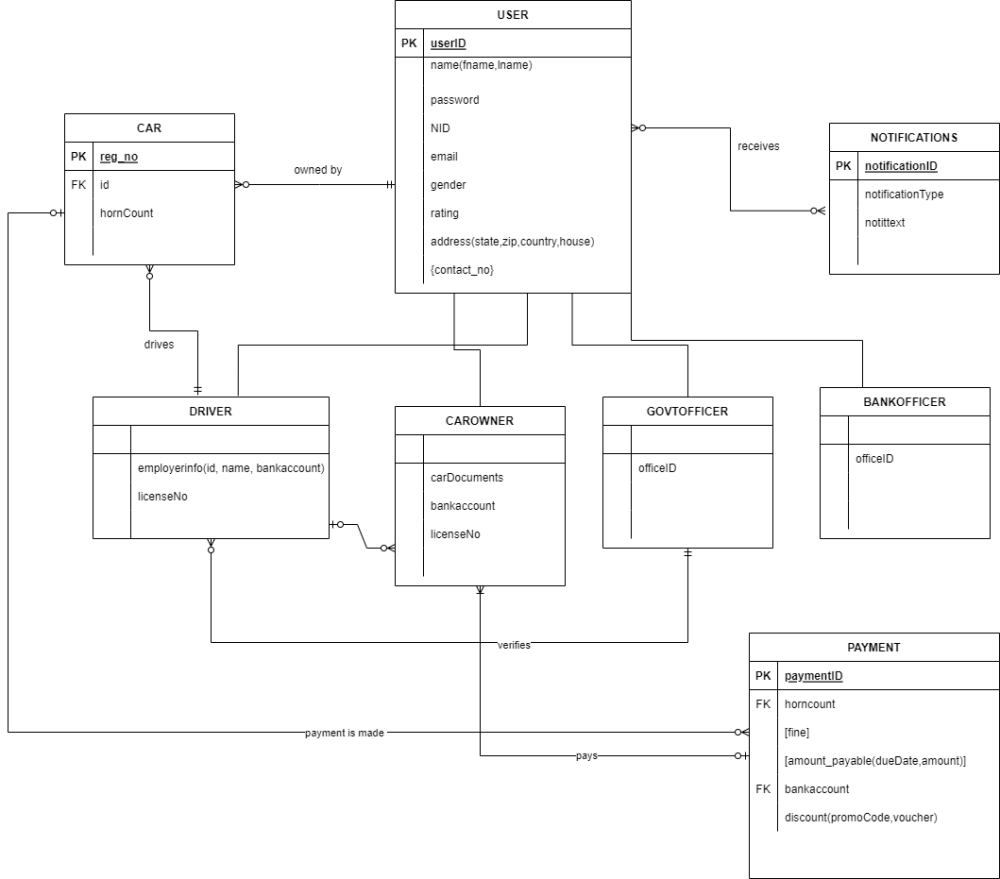 USER
PK userID
name(fname,lname)
password
NID
email
gender
rating
address(state,zip,country,house)
{contact_no}
CAR
PK reg_no
FK id
hornCount
owned by
receives
NOTIFICATIONS
PK notificationID
notificationType
notittext
drives
DRIVER
employerinfo(id, name, bankaccount)
licenseNo
CAROWNER
carDocuments
bankaccount
licenseNo
GOVTOFFICER
officeID
BANKOFFICER
officeID
verifies
payment is made
pays
PAYMENT
PK paymentID
FK horncount
[fine]
[amount_payable(dueDate,amount)]
FK bankaccount
discount(promoCode,voucher)